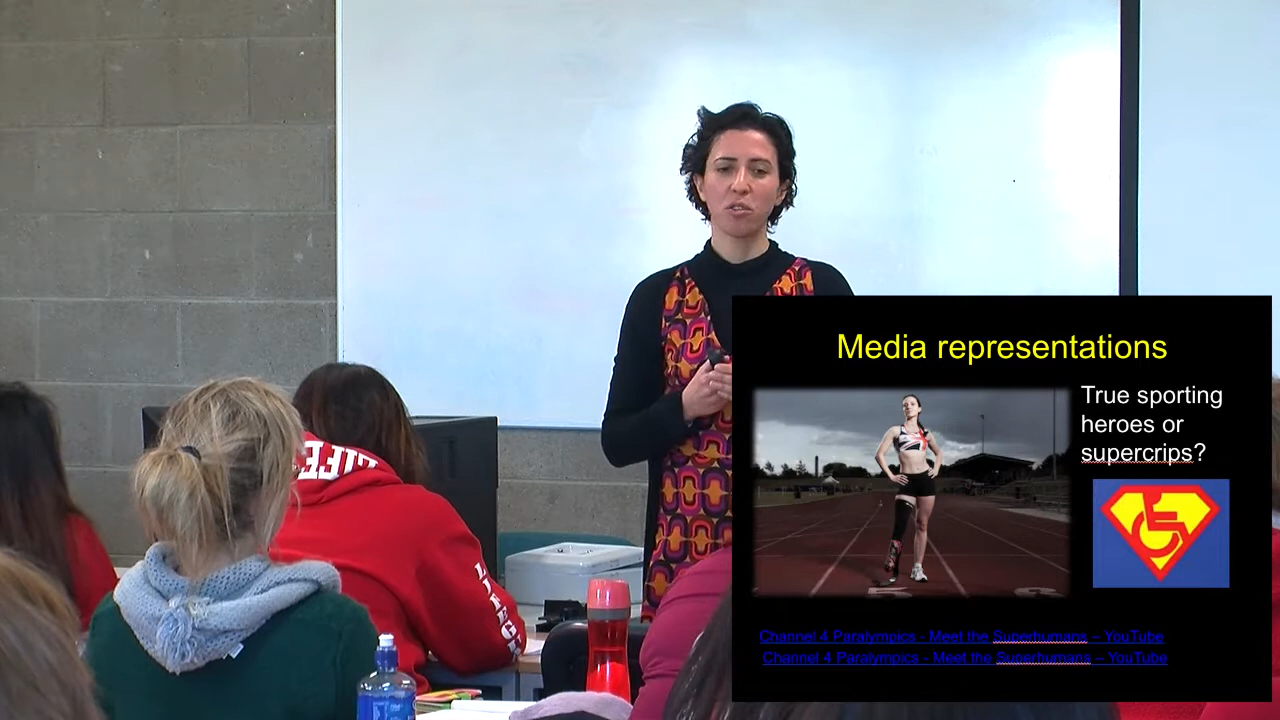 Media representations
True sporting
heroes or
supercrips?
Channel 4 Paralympics - Meet the Superhumans – YouTube
Channel 4 Paralympics - Meet the Superhumans – YouTube